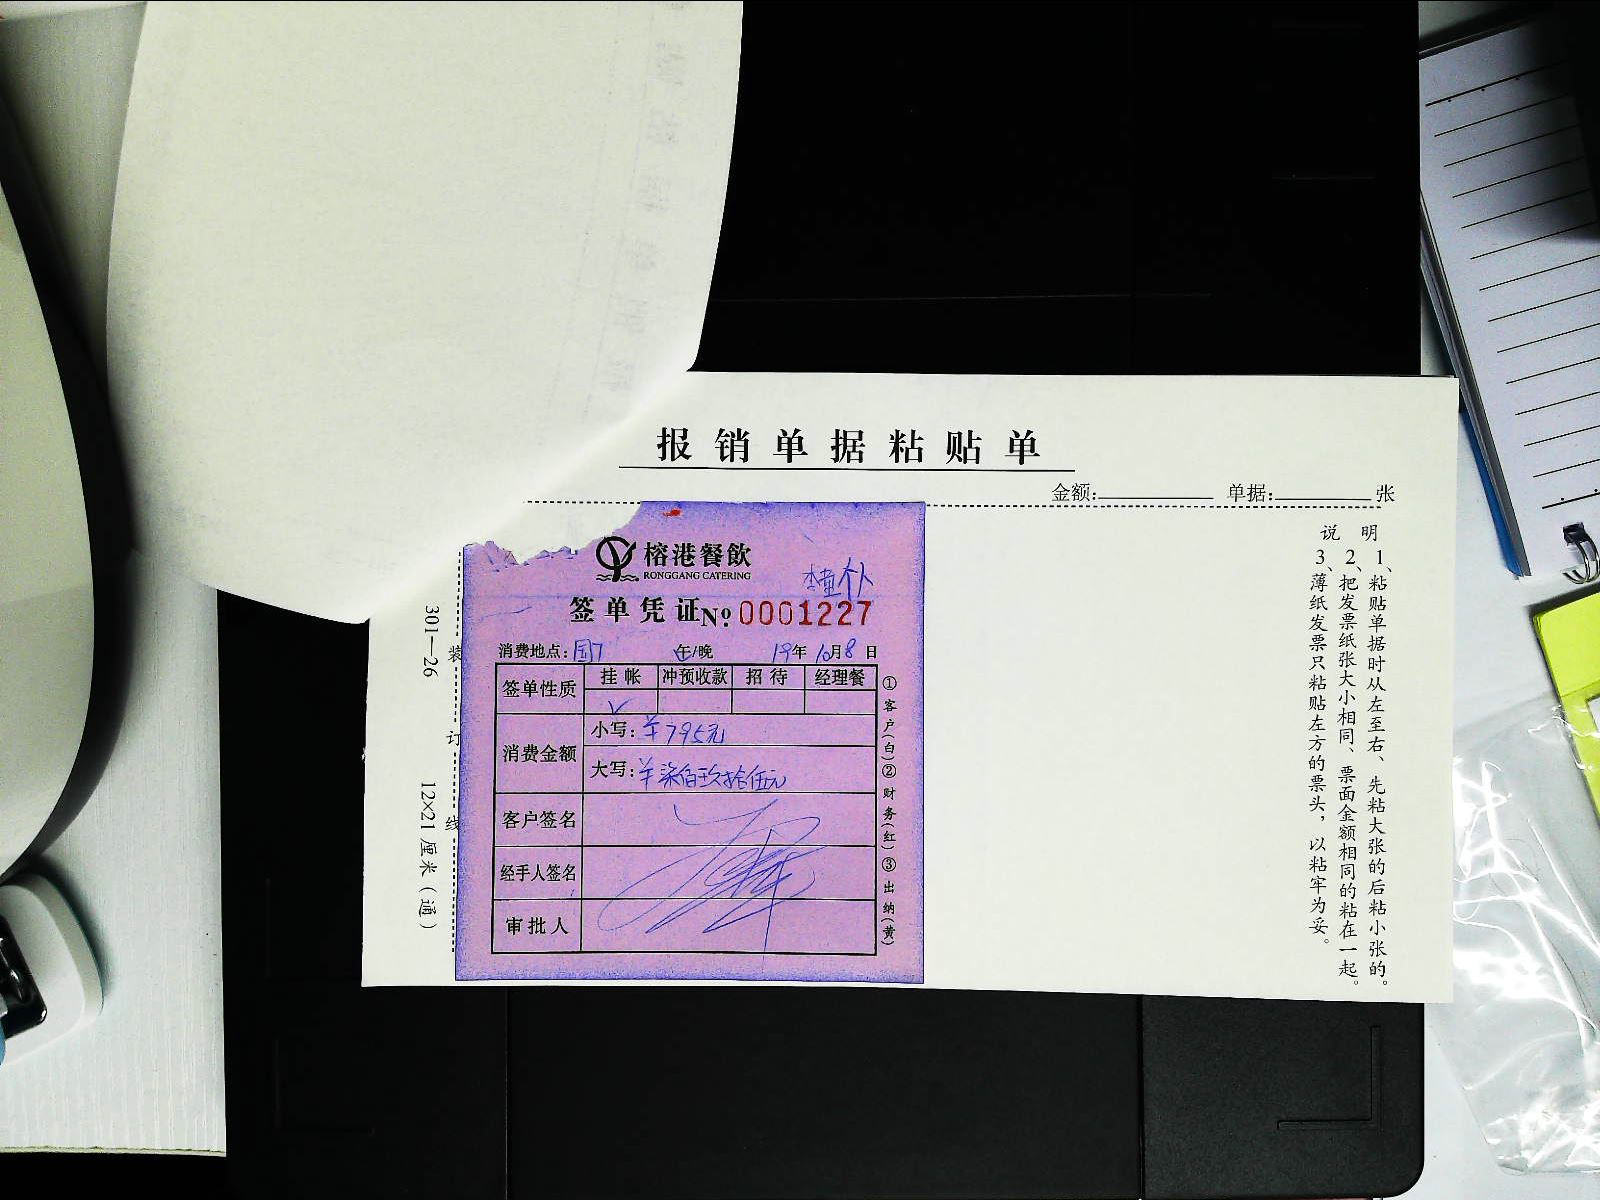 报销单据粘贴单
金额: 单据: 张
说明
1、粘贴单据时从左至右、先粘大张的后粘小张的。
2、把发票纸张大小相同、票面金额相同的粘在一起。
3、薄纸发票只粘贴左方的票头，以粘牢为妥。
301—26
12×21厘米（通）
装订线
榕港餐飲
RONGGANG CATERING
签单凭证 No: 0001227
消费地点: 午/晚 19年10月8日
签单性质 挂帐 冲预收款 招待 经理餐
消费金额
小写: ￥795元
大写: ￥柒佰玖拾伍元
客户签名
经手人签名
审批人
①客户(白)②财务(红)③出纳(黄)